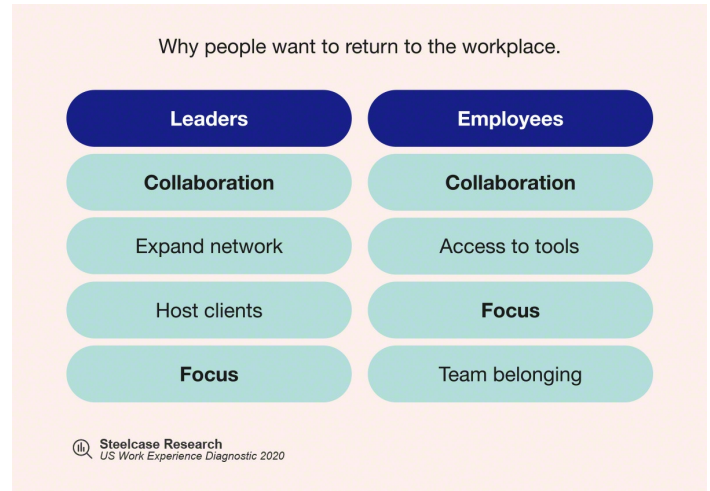 Why people want to return to the workplace.
Leaders
Employees
Collaboration
Collaboration
Expand network
Access to tools
Host clients
Focus
Focus
Team belonging
Steelcase Research
US Work Experience Diagnostic 2020